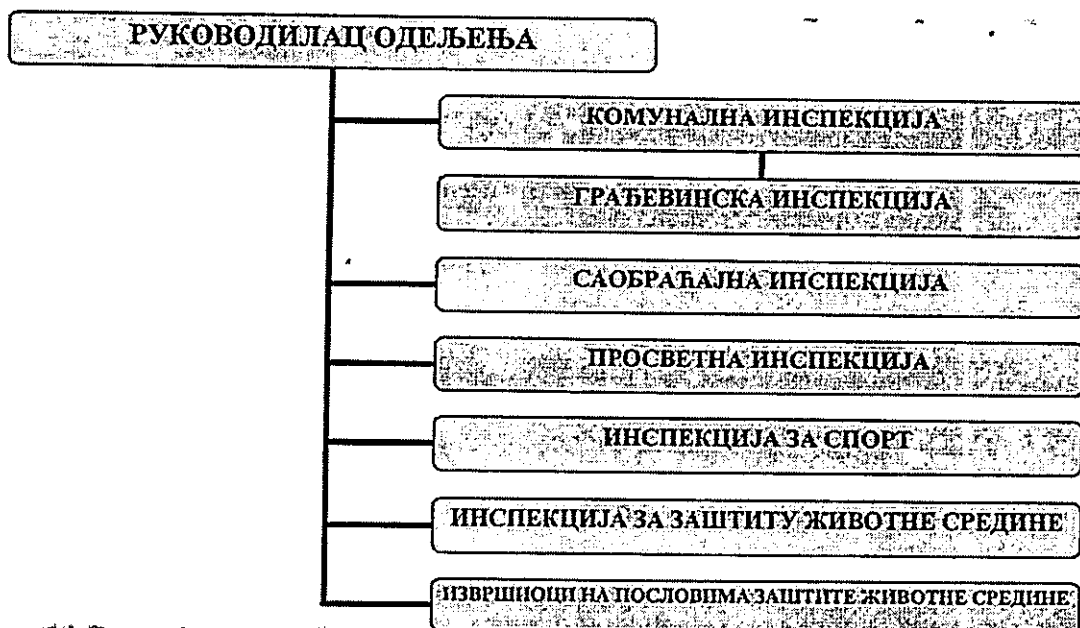 РУКОВОДИЛАЦ ОДЕЉЕЊА
КОМУНАЛНА ИНСПЕКЦИЈА
ГРАЂЕВИНСКА ИНСПЕКЦИЈА
САОБРАЋАЈНА ИНСПЕКЦИЈА
ПРОСВЕТНА ИНСПЕКЦИЈА
ИНСПЕКЦИЈА ЗА СПОРТ
ИНСПЕКЦИЈА ЗА ЗАШТИТУ ЖИВОТНЕ СРЕДИНЕ
ИЗВРШИОЦИ НА ПОСЛОВИМА ЗАШТИТЕ ЖИВОТНЕ СРЕДИНЕ